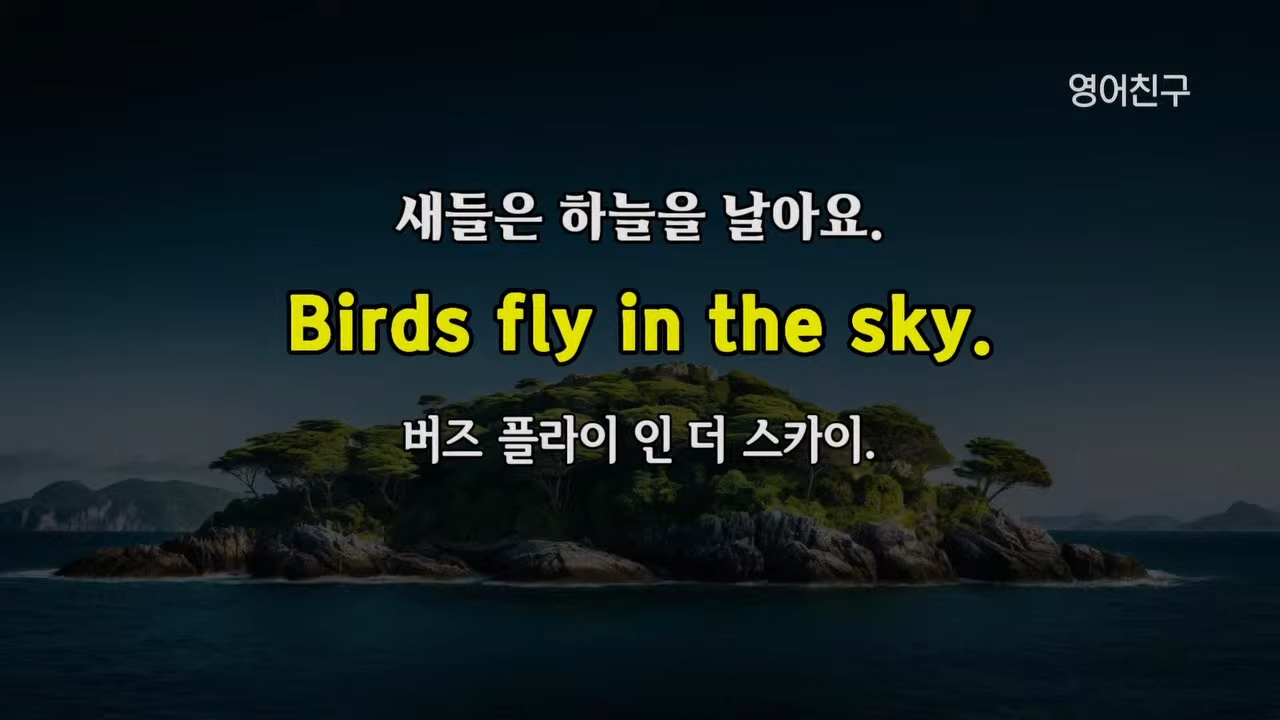 영어친구
새들은 하늘을 날아요.
Birds fly in the sky.
버즈 플라이 인 더 스카이.